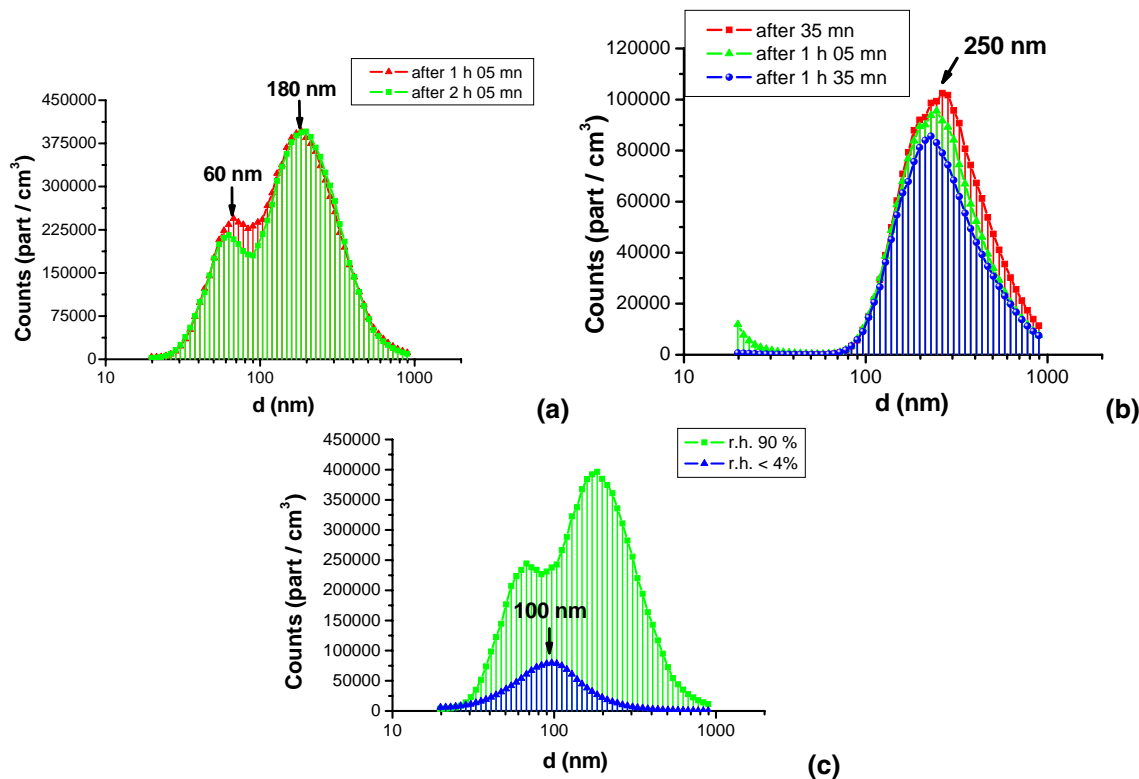 after 1 h 05 mn
after 2 h 05 mn
450000
375000
300000
225000
150000
75000
0
Counts (part / cm³)
60 nm
180 nm
10
100
1000
d (nm)
(a)
after 35 mn
after 1 h 05 mn
after 1 h 35 mn
120000
100000
80000
60000
40000
20000
0
Counts (part / cm³)
250 nm
10
100
1000
d (nm)
(b)
r.h. 90 %
r.h. < 4%
450000
400000
350000
300000
250000
200000
150000
100000
50000
0
Counts (part / cm³)
100 nm
10
100
1000
d (nm)
(c)